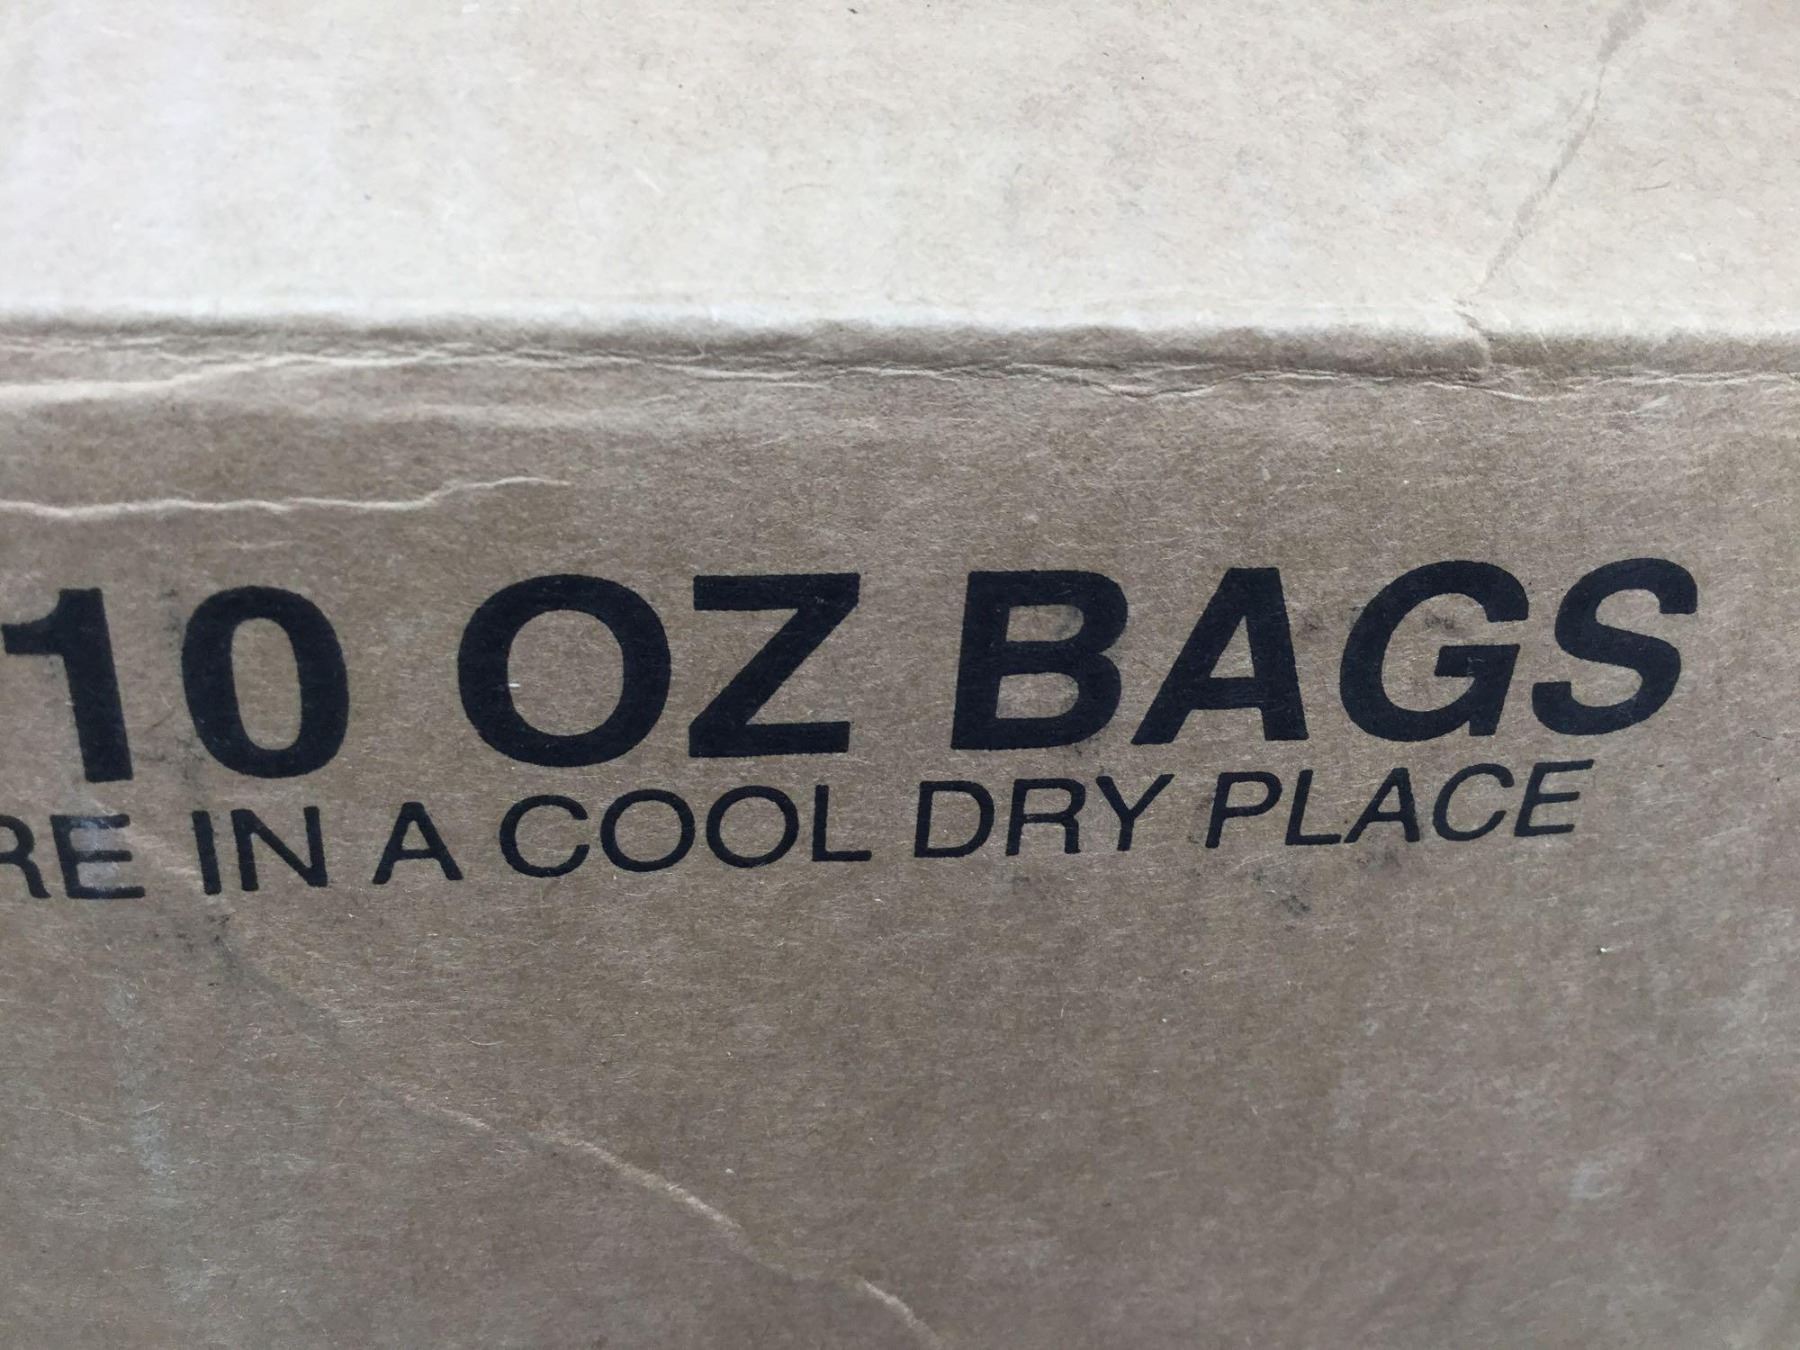 10 OZ BAGS
RE IN A COOL DRY PLACE